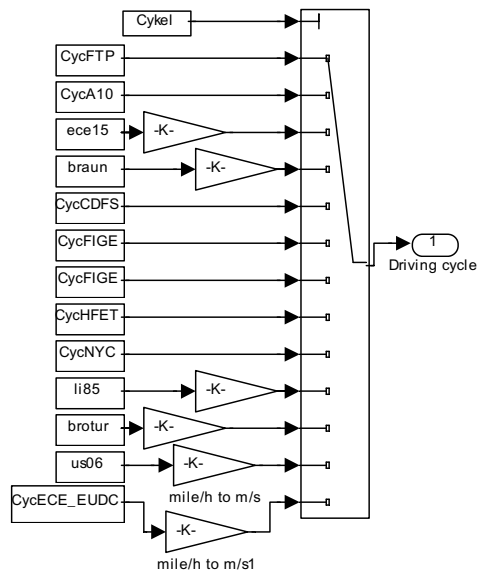 Cykel
CycFTP
CycA10
ece15
-K-
braun
-K-
CycCDFS
CycFIGE
1
Driving cycle
CycFIGE
CycHFET
CycNYC
li85
-K-
brotur
-K-
us06
-K-
mile/h to m/s
CycECE_EUDC
-K-
mile/h to m/s1